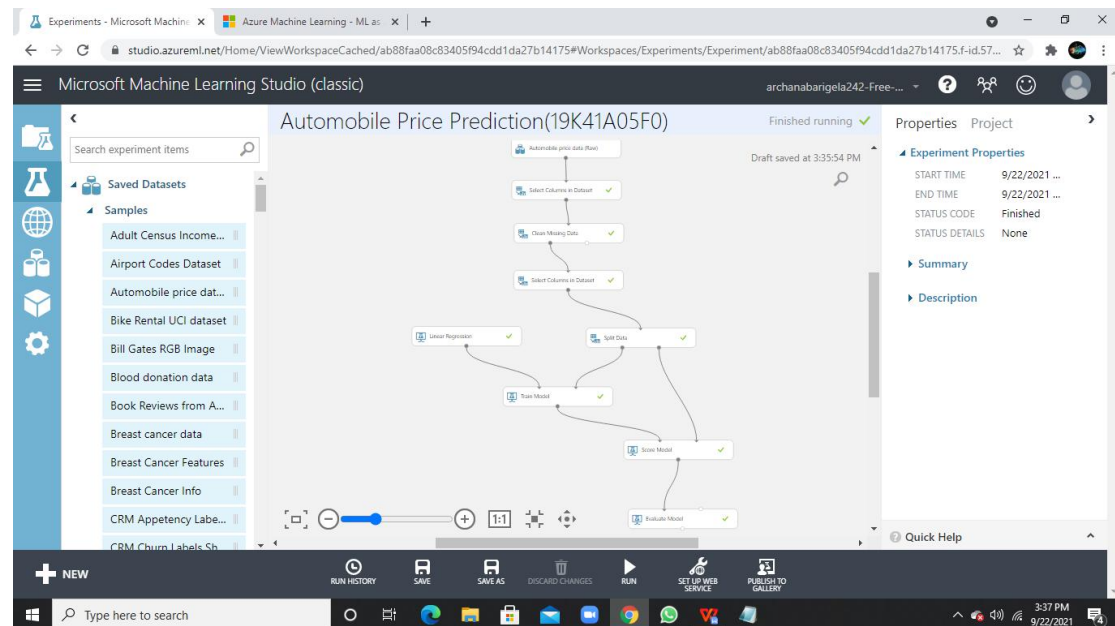 Experiments - Microsoft Machine
Azure Machine Learning - ML as
studio.azureml.net/Home/ViewWorkspaceCached/ab88faa08c83405f94cdd1da27b14175#Workspaces/Experiments/Experiment/ab88faa08c83405f94cdd1da27b14175.f-id.57...
Microsoft Machine Learning Studio (classic)
archanabarigela242-Free-...
Search experiment items
Saved Datasets
Samples
Adult Census Income...
Airport Codes Dataset
Automobile price dat...
Bike Rental UCI dataset
Bill Gates RGB Image
Blood donation data
Book Reviews from A...
Breast cancer data
Breast Cancer Features
Breast Cancer Info
CRM Appetency Labe...
CRM Churn Labels Sh...
Automobile Price Prediction(19K41A05F0)
Finished running
Draft saved at 3:35:54 PM
Automobile price data (Raw)
Select Columns in Dataset
Clean Missing Data
Select Columns in Dataset
Linear Regression
Split Data
Train Model
Score Model
Evaluate Model
1:1
Properties Project
Experiment Properties
START TIME 9/22/2021 ...
END TIME 9/22/2021 ...
STATUS CODE Finished
STATUS DETAILS None
Summary
Description
Quick Help
NEW
RUN HISTORY
SAVE
SAVE AS
DISCARD CHANGES
RUN
SET UP WEB
SERVICE
PUBLISH TO
GALLERY
Type here to search
3:37 PM
9/22/2021